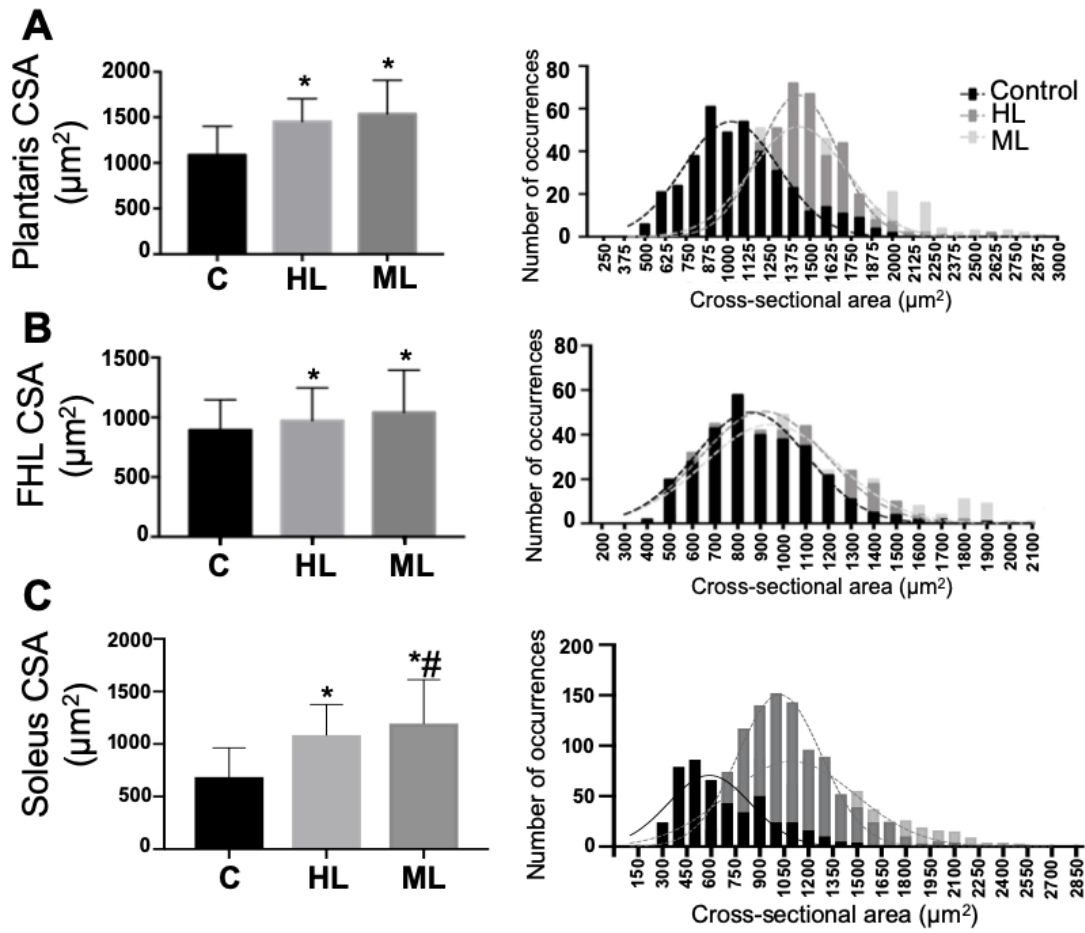 A
Plantaris CSA
(µm²)
2000
1500
1000
500
0
*
*
C HL ML
Number of occurrences
80
60
40
20
0
Control
HL
ML
250 375 500 625 750 875 1000 1125 1250 1375 1500 1625 1750 1875 2000 2125 2250 2375 2500 2625 2750 2875 3000
Cross-sectional area (µm²)
B
FHL CSA
(µm²)
1500
1000
500
0
*
*
C HL ML
Number of occurrences
80
60
40
20
0
200 300 400 500 600 700 800 900 1000 1100 1200 1300 1400 1500 1600 1700 1800 1900 2000 2100
Cross-sectional area (µm²)
C
Soleus CSA
(µm²)
2000
1500
1000
500
0
*
*#
C HL ML
Number of occurrences
200
150
100
50
0
150 300 450 600 750 900 1050 1200 1350 1500 1650 1800 1950 2100 2250 2400 2550 2700 2850
Cross-sectional area (µm²)